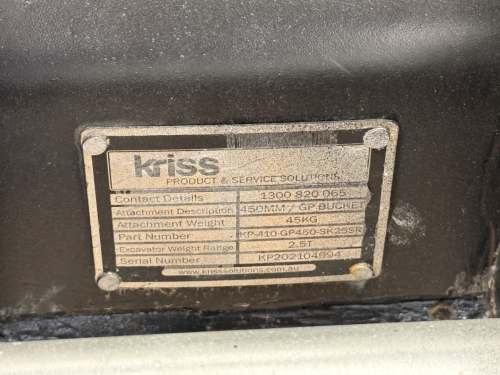 kriss
PRODUCT & SERVICE SOLUTIONS
Contact Details 1300 820 065
Attachment Description 450MM / GP BUCKET
Attachment Weight 45KG
Part Number KP-410-GP450-SK25SR
Excavator Weight Range 2.5T
Serial Number KP202104894
www.krisssolutions.com.au